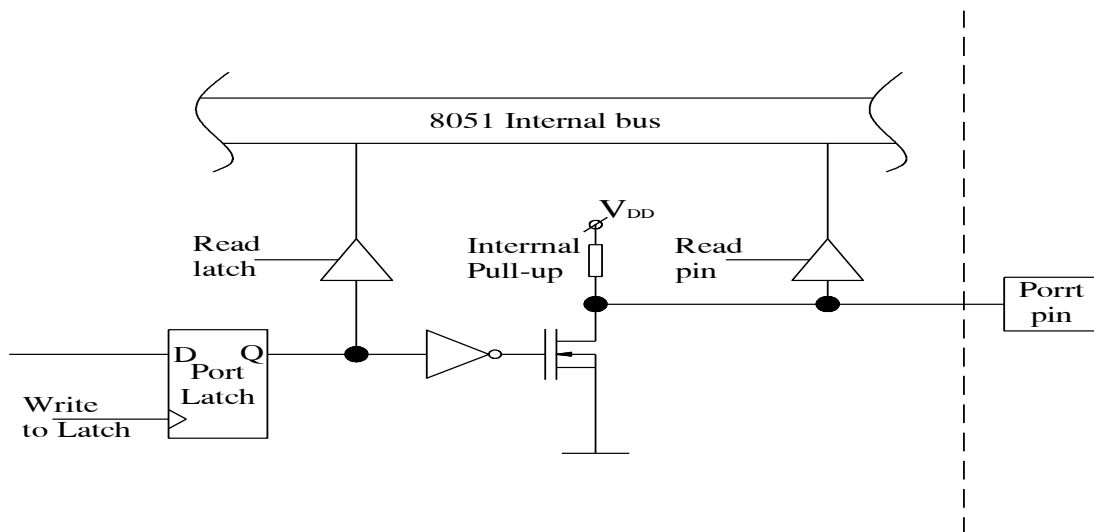 8051 Internal bus
VDD
Read
latch
Interrnal
Pull-up
Read
pin
Porrt
pin
D
Q
Port
Latch
Write
to Latch